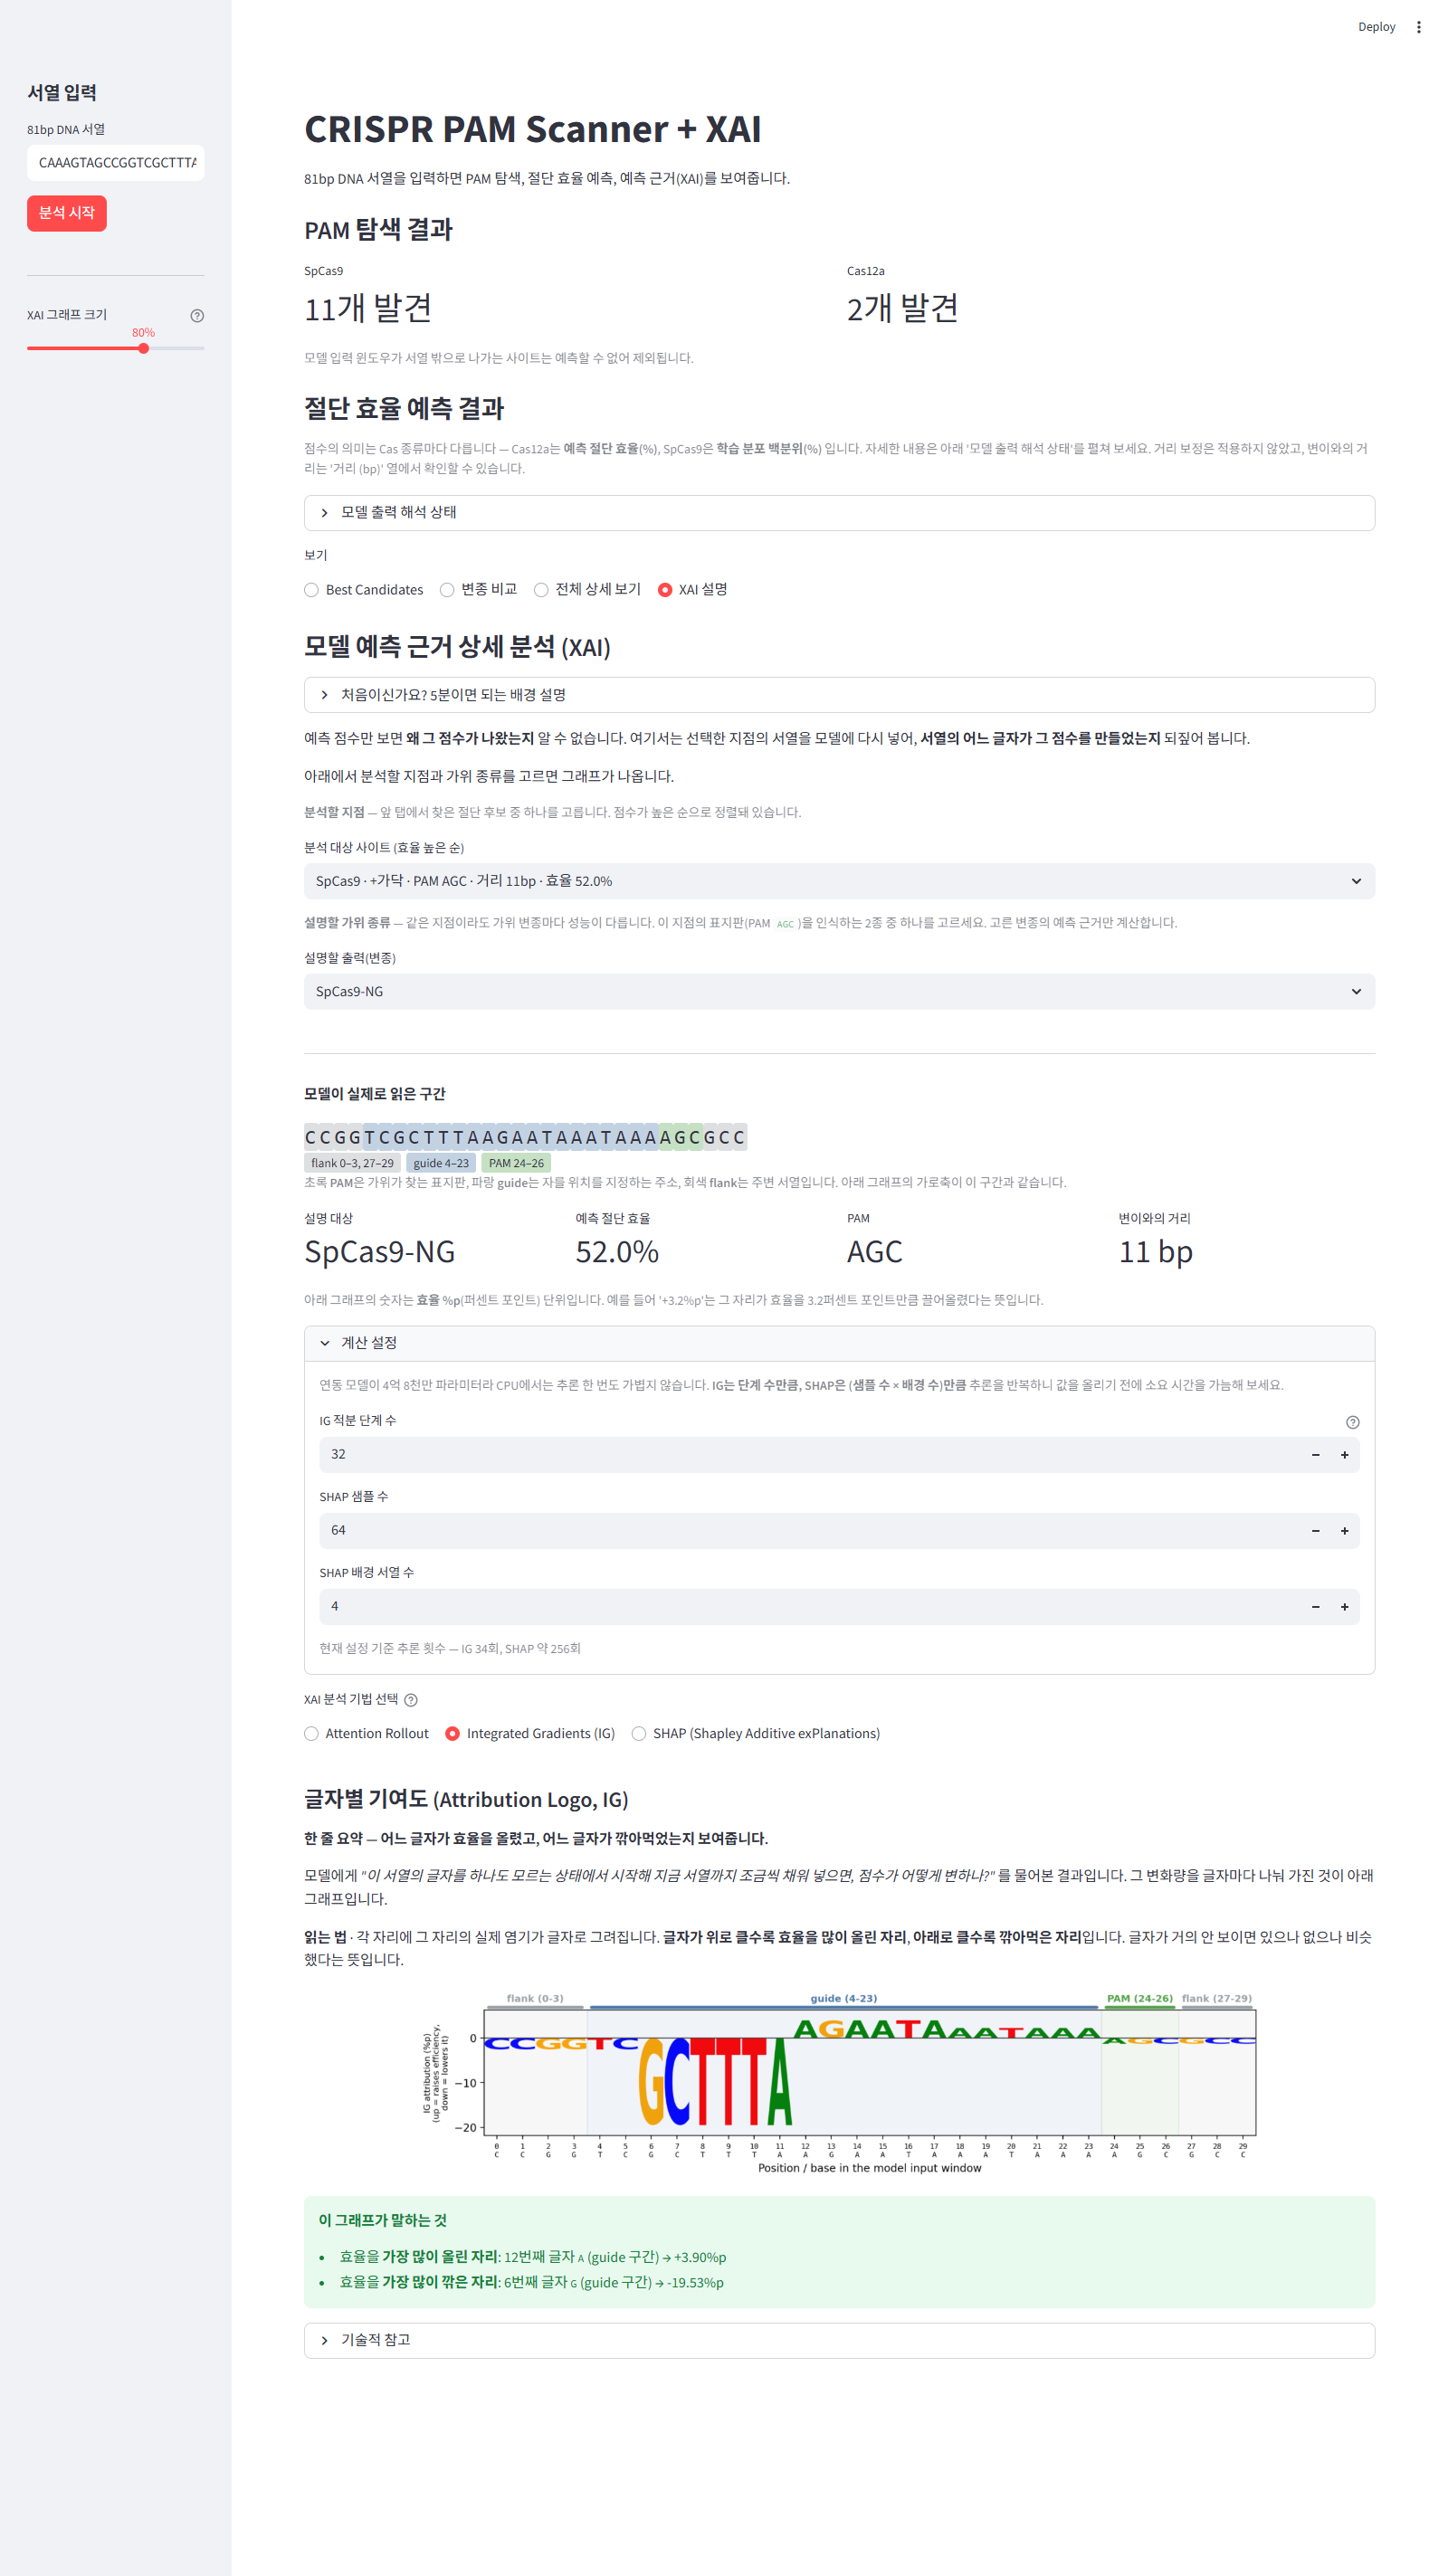 Deploy
서열 입력
81bp DNA 서열
CAAAGTAGCCGGTCGCTTTA
분석 시작
XAI 그래프 크기
80%
CRISPR PAM Scanner + XAI
81bp DNA 서열을 입력하면 PAM 탐색, 절단 효율 예측, 예측 근거(XAI)를 보여줍니다.
PAM 탐색 결과
SpCas9
Cas12a
11개 발견
2개 발견
모델 입력 윈도우가 서열 밖으로 나가는 사이트는 예측할 수 없어 제외됩니다.
절단 효율 예측 결과
점수의 의미는 Cas 종류마다 다릅니다 — Cas12a는 예측 절단 효율(%), SpCas9은 학습 분포 백분위(%) 입니다. 자세한 내용은 아래 '모델 출력 해석 상태'를 펼쳐 보세요. 거리 보정은 적용하지 않았고, 변이와의 거
리는 '거리 (bp)' 열에서 확인할 수 있습니다.
모델 출력 해석 상태
보기
Best Candidates 변종 비교 전체 상세 보기 XAI 설명
모델 예측 근거 상세 분석 (XAI)
처음이신가요? 5분이면 되는 배경 설명
예측 점수만 보면 왜 그 점수가 나왔는지 알 수 없습니다. 여기서는 선택한 지점의 서열을 모델에 다시 넣어, 서열의 어느 글자가 그 점수를 만들었는지 되짚어 봅니다.
아래에서 분석할 지점과 가위 종류를 고르면 그래프가 나옵니다.
분석할 지점 — 앞 탭에서 찾은 절단 후보 중 하나를 고릅니다. 점수가 높은 순으로 정렬돼 있습니다.
분석 대상 사이트 (효율 높은 순)
SpCas9 · +가닥 · PAM AGC · 거리 11bp · 효율 52.0%
설명할 가위 종류 — 같은 지점이라도 가위 변종마다 성능이 다릅니다. 이 지점의 표지판(PAM AGC )을 인식하는 2종 중 하나를 고르세요. 고른 변종의 예측 근거만 계산합니다.
설명할 출력(변종)
SpCas9-NG
모델이 실제로 읽은 구간
CCGGTCGCTTTAAGAATAAATAAAAGCGCC
flank 0–3, 27–29 guide 4–23 PAM 24–26
초록 PAM은 가위가 찾는 표지판, 파랑 guide는 자를 위치를 지정하는 주소, 회색 flank는 주변 서열입니다. 아래 그래프의 가로축이 이 구간과 같습니다.
설명 대상 예측 절단 효율 PAM 변이와의 거리
SpCas9-NG 52.0% AGC 11 bp
아래 그래프의 숫자는 효율 %p(퍼센트 포인트) 단위입니다. 예를 들어 '+3.2%p'는 그 자리가 효율을 3.2퍼센트 포인트만큼 끌어올렸다는 뜻입니다.
계산 설정
연동 모델이 4억 8천만 파라미터라 CPU에서는 추론 한 번도 가볍지 않습니다. IG는 단계 수만큼, SHAP은 (샘플 수 × 배경 수)만큼 추론을 반복하니 값을 올리기 전에 소요 시간을 가늠해 보세요.
IG 적분 단계 수
32
SHAP 샘플 수
64
SHAP 배경 서열 수
4
현재 설정 기준 추론 횟수 — IG 34회, SHAP 약 256회
XAI 분석 기법 선택
Attention Rollout Integrated Gradients (IG) SHAP (Shapley Additive exPlanations)
글자별 기여도 (Attribution Logo, IG)
한 줄 요약 — 어느 글자가 효율을 올렸고, 어느 글자가 깎아먹었는지 보여줍니다.
모델에게 "이 서열의 글자를 하나도 모르는 상태에서 시작해 지금 서열까지 조금씩 채워 넣으면, 점수가 어떻게 변하나?" 를 물어본 결과입니다. 그 변화량을 글자마다 나눠 가진 것이 아래
그래프입니다.
읽는 법 · 각 자리에 그 자리의 실제 염기가 글자로 그려집니다. 글자가 위로 클수록 효율을 많이 올린 자리, 아래로 클수록 깎아먹은 자리입니다. 글자가 거의 안 보이면 있으나 없으나 비슷
했다는 뜻입니다.
flank (0-3) guide (4-23) PAM (24-26) flank (27-29)
IG attribution (%p)
(up = raises efficiency,
down = lowers it)
0
−10
−20
CCGGTCGCTTTAAGAATAAATAAAAGCGCC
0 1 2 3 4 5 6 7 8 9 10 11 12 13 14 15 16 17 18 19 20 21 22 23 24 25 26 27 28 29
C C G G T C G C T T T A A G A A T A A A T A A A A G C G C C
Position / base in the model input window
이 그래프가 말하는 것
• 효율을 가장 많이 올린 자리: 12번째 글자 A (guide 구간) → +3.90%p
• 효율을 가장 많이 깎은 자리: 6번째 글자 G (guide 구간) → -19.53%p
기술적 참고